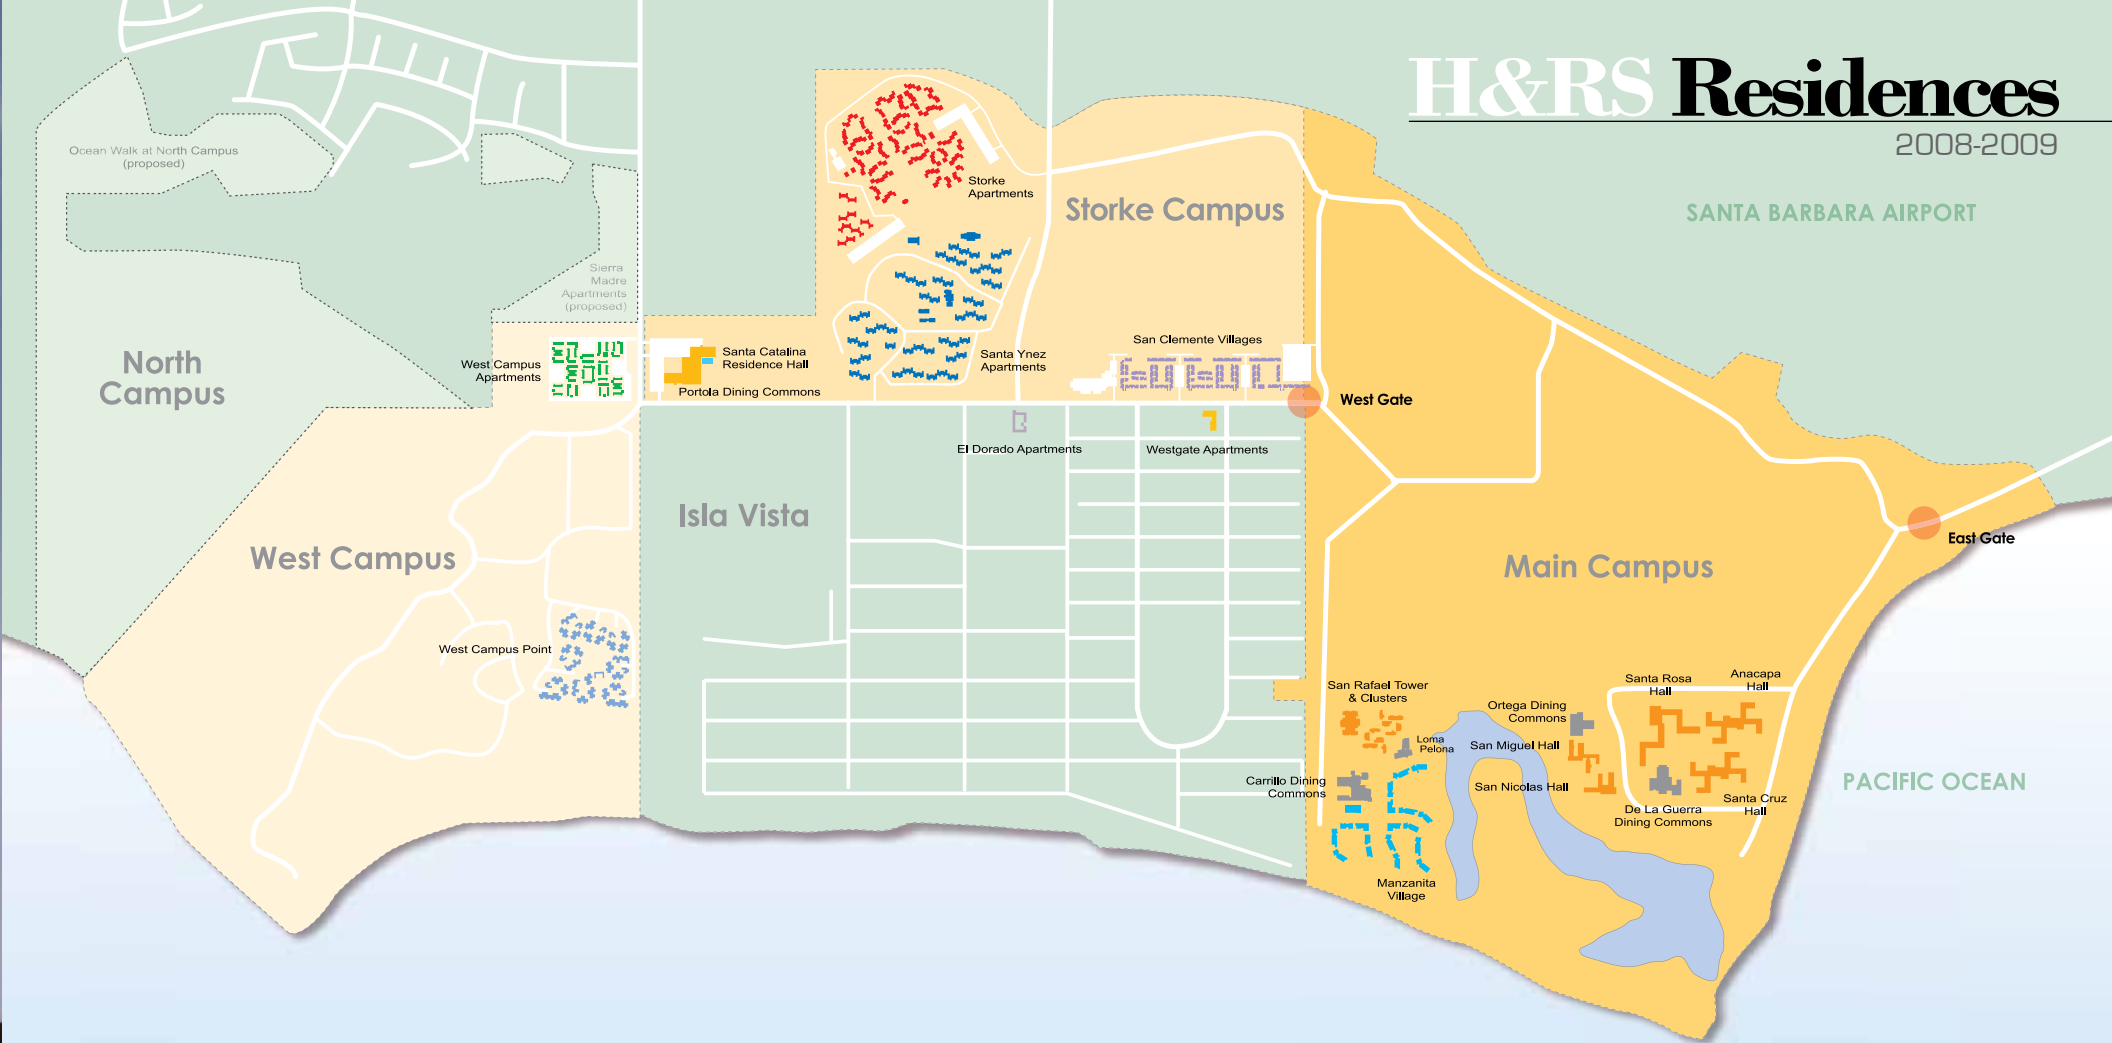 H&RS Residences
2008-2009
SANTA BARBARA AIRPORT
Ocean Walk at North Campus
(proposed)
Storke
Apartments
Storke Campus
Sierra
Madre
Apartments
(proposed)
North
Campus
West Campus
Apartments
Santa Catalina
Residence Hall
Portola Dining Commons
Santa Ynez
Apartments
San Clemente Villages
West Gate
El Dorado Apartments
Westgate Apartments
Isla Vista
West Campus
Main Campus
East Gate
West Campus Point
San Rafael Tower
& Clusters
Loma
Pelona
Carrillo Dining
Commons
Manzanita
Village
Ortega Dining
Commons
San Miguel Hall
San Nicolas Hall
Santa Rosa
Hall
Anacapa
Hall
De La Guerra
Dining Commons
Santa Cruz
Hall
PACIFIC OCEAN